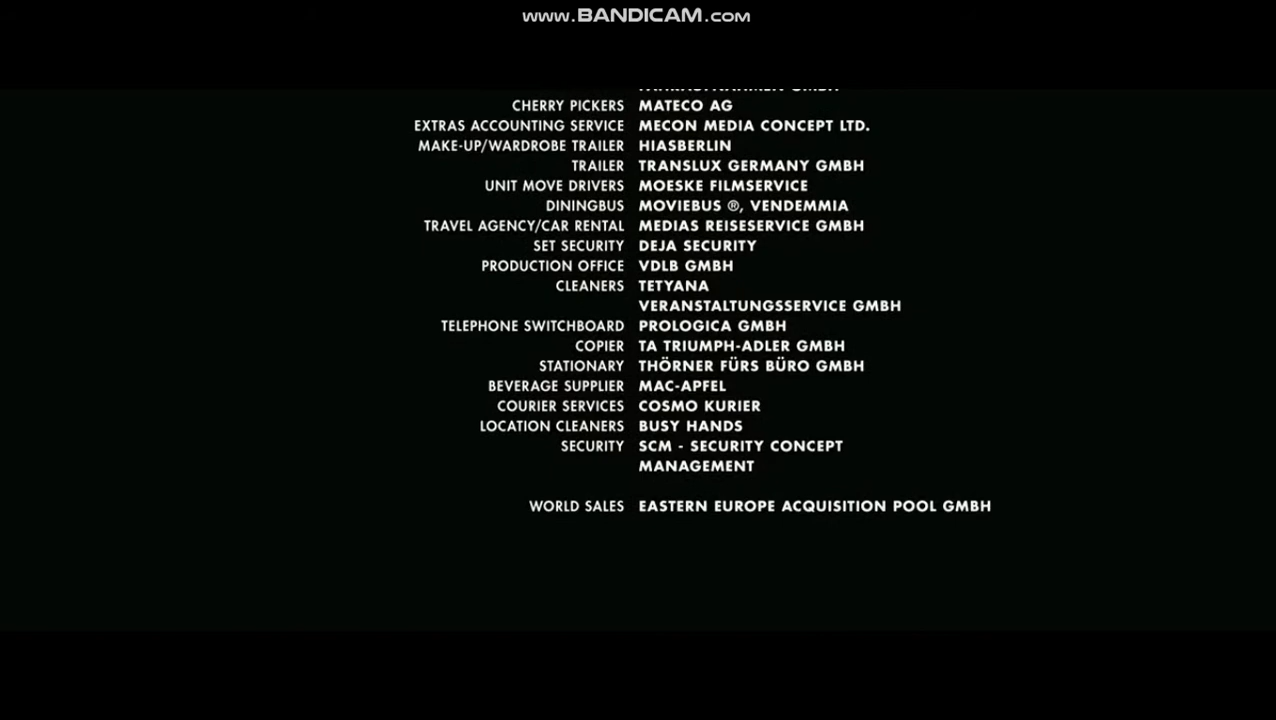 www.BANDICAM.com
CHERRY PICKERS MATECO AG
EXTRAS ACCOUNTING SERVICE MECON MEDIA CONCEPT LTD.
MAKE-UP/WARDROBE TRAILER HIASBERLIN
TRAILER TRANSLUX GERMANY GMBH
UNIT MOVE DRIVERS MOESKE FILMSERVICE
DININGBUS MOVIEBUS ®, VENDEMMIA
TRAVEL AGENCY/CAR RENTAL MEDIAS REISESERVICE GMBH
SET SECURITY DEJA SECURITY
PRODUCTION OFFICE VDLB GMBH
CLEANERS TETYANA
VERANSTALTUNGSSERVICE GMBH
TELEPHONE SWITCHBOARD PROLOGICA GMBH
COPIER TA TRIUMPH-ADLER GMBH
STATIONARY THÖRNER FÜRS BÜRO GMBH
BEVERAGE SUPPLIER MAC-APFEL
COURIER SERVICES COSMO KURIER
LOCATION CLEANERS BUSY HANDS
SECURITY SCM - SECURITY CONCEPT
MANAGEMENT
WORLD SALES EASTERN EUROPE ACQUISITION POOL GMBH